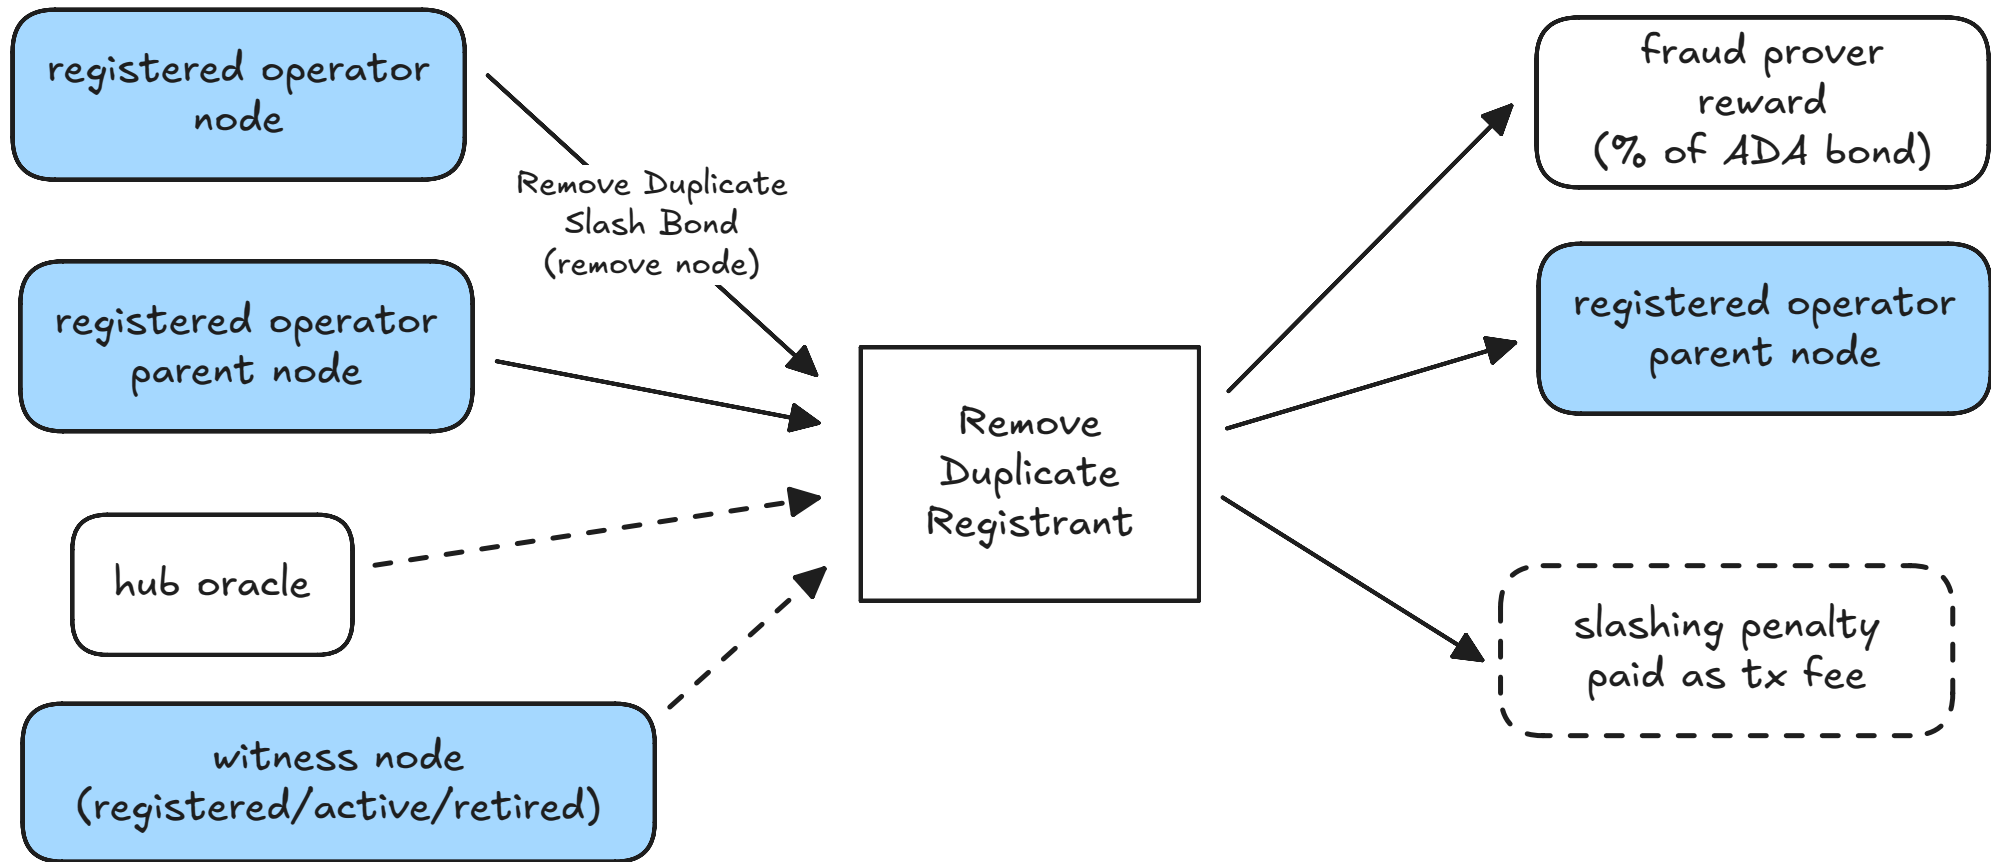 registered operator
node
Remove Duplicate
Slash Bond
(remove node)
registered operator
parent node
hub oracle
witness node
(registered/active/retired)
Remove
Duplicate
Registrant
fraud prover
reward
(% of ADA bond)
registered operator
parent node
slashing penalty
paid as tx fee